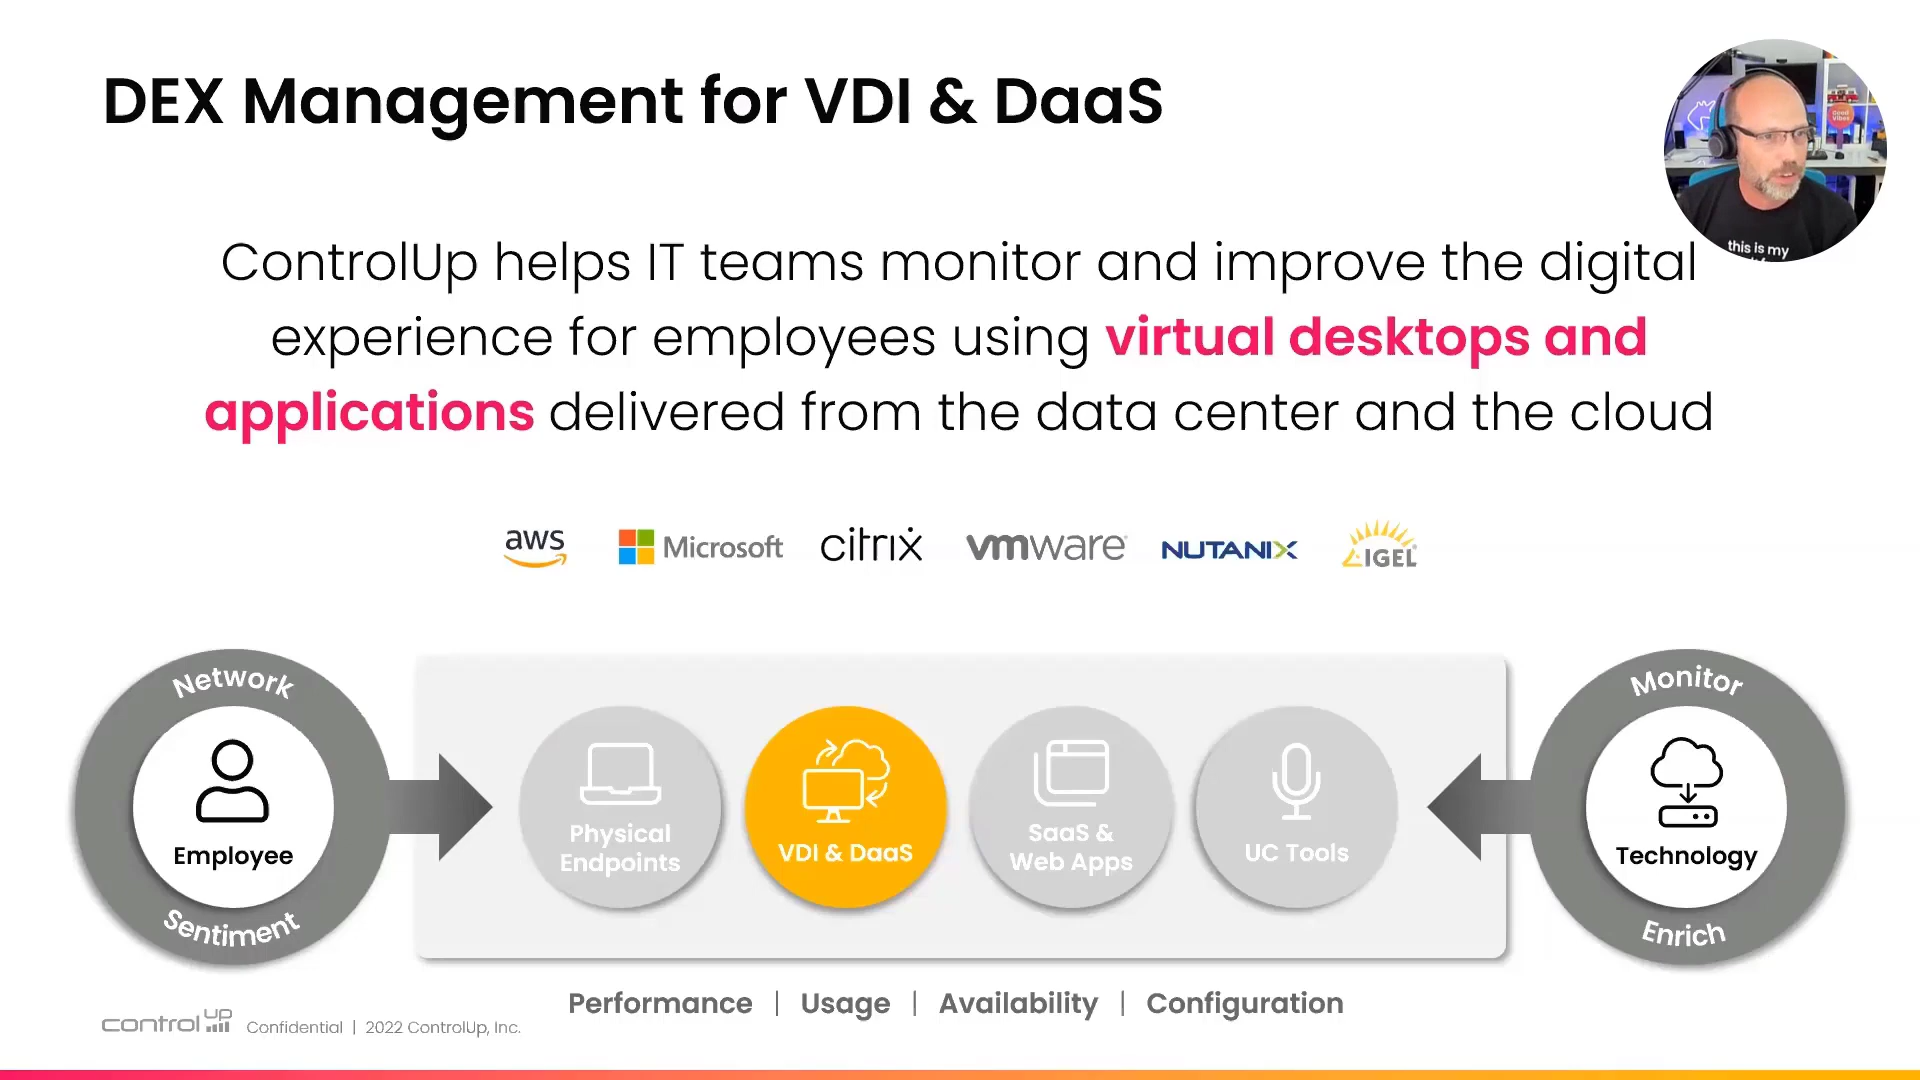 DEX Management for VDI & DaaS
this is my
ControlUp helps IT teams monitor and improve the digital
experience for employees using virtual desktops and
applications delivered from the data center and the cloud
aws Microsoft citrix vmware NUTANIX IGEL
Network
Employee
Sentiment
Physical
Endpoints
VDI & DaaS
SaaS &
Web Apps
UC Tools
Monitor
Technology
Enrich
Performance | Usage | Availability | Configuration
controlup Confidential | 2022 ControlUp, Inc.